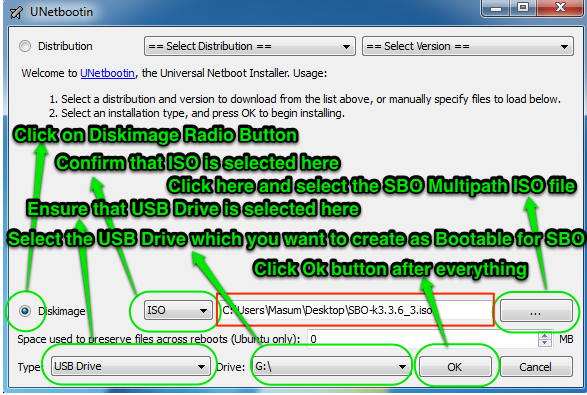 UNetbootin
Distribution
== Select Distribution ==
== Select Version ==
Welcome to UNetbootin, the Universal Netboot Installer. Usage:
1. Select a distribution and version to download from the list above, or manually specify files to load below.
2. Select an installation type, and press OK to begin installing.
Click on Diskimage Radio Button
Confirm that ISO is selected here
Click here and select the SBO Multipath ISO file
Ensure that USB Drive is selected here
Select the USB Drive which you want to create as Bootable for SBO
Click Ok button after everything
Diskimage
ISO
C:\Users\Masum\Desktop\SBO-k3.3.6_3.iso
...
Space used to preserve files across reboots (Ubuntu only):
0
MB
Type:
USB Drive
Drive:
G:\
OK
Cancel